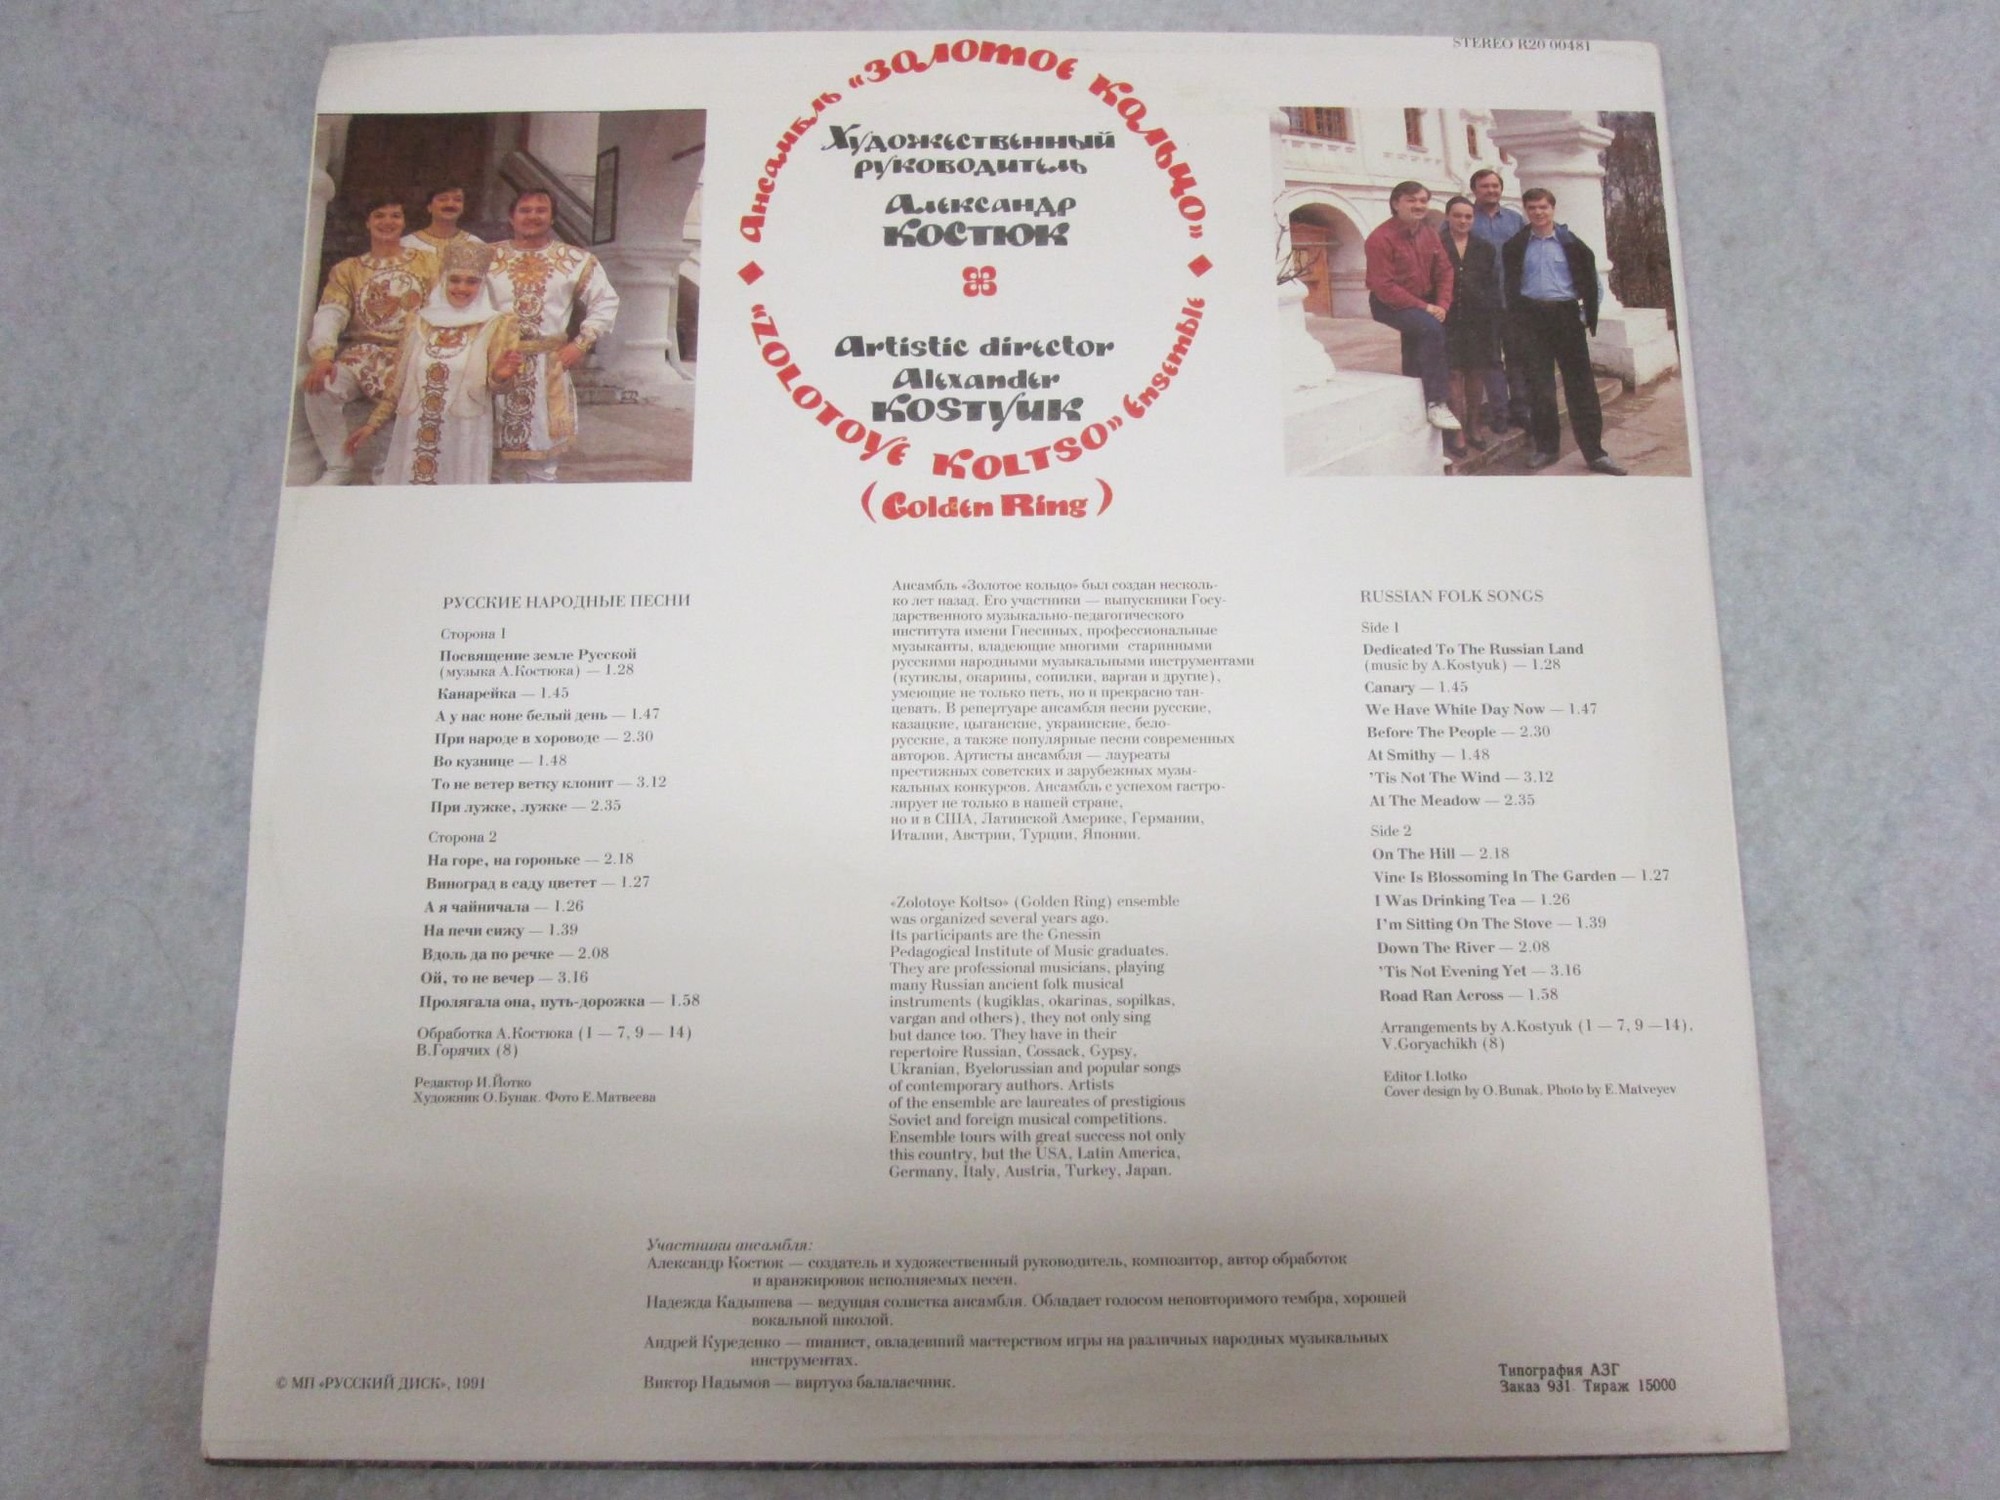 STEREO R20 00481
Ансамбль «Золотое Кольцо»
Художественный
руководитель
Александр
Костюк
Artistic director
Alexander
Kostyuk
«Zolotoye Koltso» Ensemble
(Golden Ring)
РУССКИЕ НАРОДНЫЕ ПЕСНИ
Сторона 1
Посвящение земле Русской
(музыка А.Костюка) — 1.28
Канарейка — 1.45
А у нас ноне белый день — 1.47
При народе в хороводе — 2.30
Во кузнице — 1.48
То не ветер ветку клонит — 3.12
При лужке, лужке — 2.35
Сторона 2
На горе, на гороньке — 2.18
Виноград в саду цветет — 1.27
А я чайничала — 1.26
На печи сижу — 1.39
Вдоль да по речке — 2.08
Ой, то не вечер — 3.16
Пролягала она, путь-дорожка — 1.58
Обработка А.Костюка (1 — 7, 9 — 14)
В.Горячих (8)
Редактор И.Йотко
Художник О.Бунак. Фото Е.Матвеева
Ансамбль «Золотое кольцо» был создан несколь-
ко лет назад. Его участники — выпускники Госу-
дарственного музыкально-педагогического
института имени Гнесиных, профессиональные
музыканты, владеющие многими старинными
русскими народными музыкальными инструментами
(кугиклы, окарины, сопилки, варган и другие),
умеющие не только петь, но и прекрасно тан-
цевать. В репертуаре ансамбля песни русские,
казацкие, цыганские, украинские, бело-
русские, а также популярные песни современных
авторов. Артисты ансамбля — лауреаты
престижных советских и зарубежных музы-
кальных конкурсов. Ансамбль с успехом гастро-
лирует не только в нашей стране,
но и в США, Латинской Америке, Германии,
Италии, Австрии, Турции, Японии.
«Zolotoye Koltso» (Golden Ring) ensemble
was organized several years ago.
Its participants are the Gnessin
Pedagogical Institute of Music graduates.
They are professional musicians, playing
many Russian ancient folk musical
instruments (kugiklas, okarinas, sopilkas,
vargan and others), they not only sing
but dance too. They have in their
repertoire Russian, Cossack, Gypsy,
Ukranian, Byelorussian and popular songs
of contemporary authors. Artists
of the ensemble are laureates of prestigious
Soviet and foreign musical competitions.
Ensemble tours with great success not only
this country, but the USA, Latin America,
Germany, Italy, Austria, Turkey, Japan.
RUSSIAN FOLK SONGS
Side 1
Dedicated To The Russian Land
(music by A.Kostyuk) — 1.28
Canary — 1.45
We Have White Day Now — 1.47
Before The People — 2.30
At Smithy — 1.48
'Tis Not The Wind — 3.12
At The Meadow — 2.35
Side 2
On The Hill — 2.18
Vine Is Blossoming In The Garden — 1.27
I Was Drinking Tea — 1.26
I'm Sitting On The Stove — 1.39
Down The River — 2.08
'Tis Not Evening Yet — 3.16
Road Ran Across — 1.58
Arrangements by A.Kostyuk (1 — 7, 9 —14),
V.Goryachikh (8)
Editor I.Iotko
Cover design by O.Bunak. Photo by E.Matveyev
Участники ансамбля:
Александр Костюк — создатель и художественный руководитель, композитор, автор обработок
и аранжировок исполняемых песен.
Надежда Кадышева — ведущая солистка ансамбля. Обладает голосом неповторимого тембра, хорошей
вокальной школой.
Андрей Куреденко — пианист, овладевший мастерством игры на различных народных музыкальных
инструментах.
Виктор Надымов — виртуоз балалаечник.
© МП «РУССКИЙ ДИСК», 1991
Типография АЗГ
Заказ 931. Тираж 15000